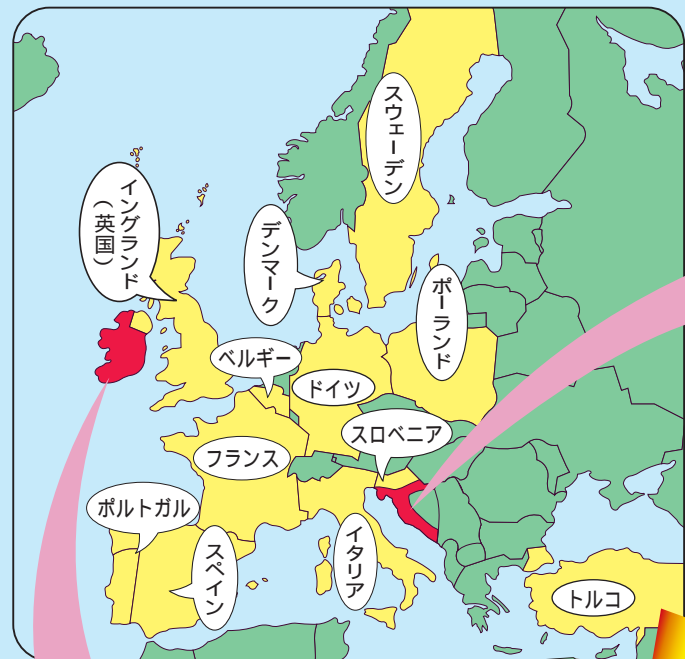 スウェーデン
イングランド
(英国)
デンマーク
ポーランド
ベルギー
ドイツ
スロベニア
フランス
ポルトガル
スペイン
イタリア
トルコ